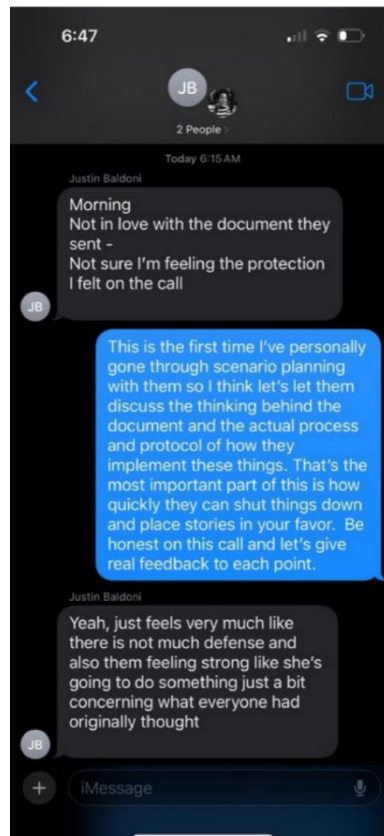 6:47
JB
2 People >
Today 6:15 AM
Justin Baldoni
Morning
Not in love with the document they
sent -
Not sure I'm feeling the protection
I felt on the call
JB
This is the first time I've personally
gone through scenario planning
with them so I think let's let them
discuss the thinking behind the
document and the actual process
and protocol of how they
implement these things. That's the
most important part of this is how
quickly they can shut things down
and place stories in your favor.  Be
honest on this call and let's give
real feedback to each point.
Justin Baldoni
Yeah, just feels very much like
there is not much defense and
also them feeling strong like she's
going to do something just a bit
concerning what everyone had
originally thought
JB
iMessage